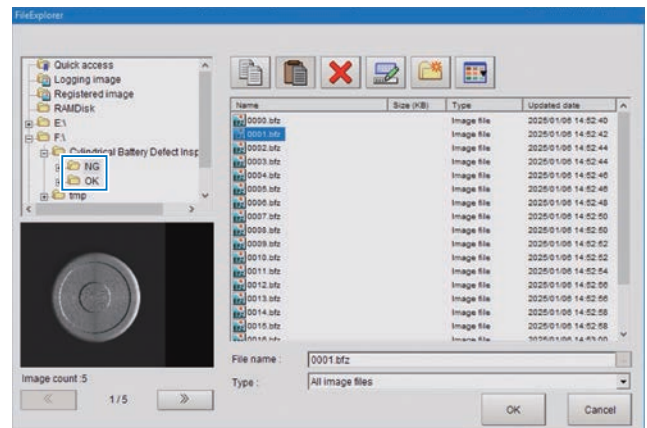 FileExplorer
Quick access
Logging image
Registered image
RAMDisk
E:\
F:\
Cylindrical Battery Defect Insp
NG
OK
tmp
Name Size (KB) Type Updated date
0000.bfz Image file 2025/01/06 14:52:40
0001.bfz Image file 2025/01/06 14:52:42
0002.bfz Image file 2025/01/06 14:52:44
0003.bfz Image file 2025/01/06 14:52:44
0004.bfz Image file 2025/01/06 14:52:46
0005.bfz Image file 2025/01/06 14:52:46
0006.bfz Image file 2025/01/06 14:52:48
0007.bfz Image file 2025/01/06 14:52:50
0008.bfz Image file 2025/01/06 14:52:50
0009.bfz Image file 2025/01/06 14:52:52
0010.bfz Image file 2025/01/06 14:52:52
0011.bfz Image file 2025/01/06 14:52:54
0012.bfz Image file 2025/01/06 14:52:56
0013.bfz Image file 2025/01/06 14:52:56
0014.bfz Image file 2025/01/06 14:52:58
0015.bfz Image file 2025/01/06 14:52:58
0016.bfz Image file 2025/01/06 14:53:00
File name : 0001.bfz
Image count :5
Type : All image files
1/5
OK Cancel